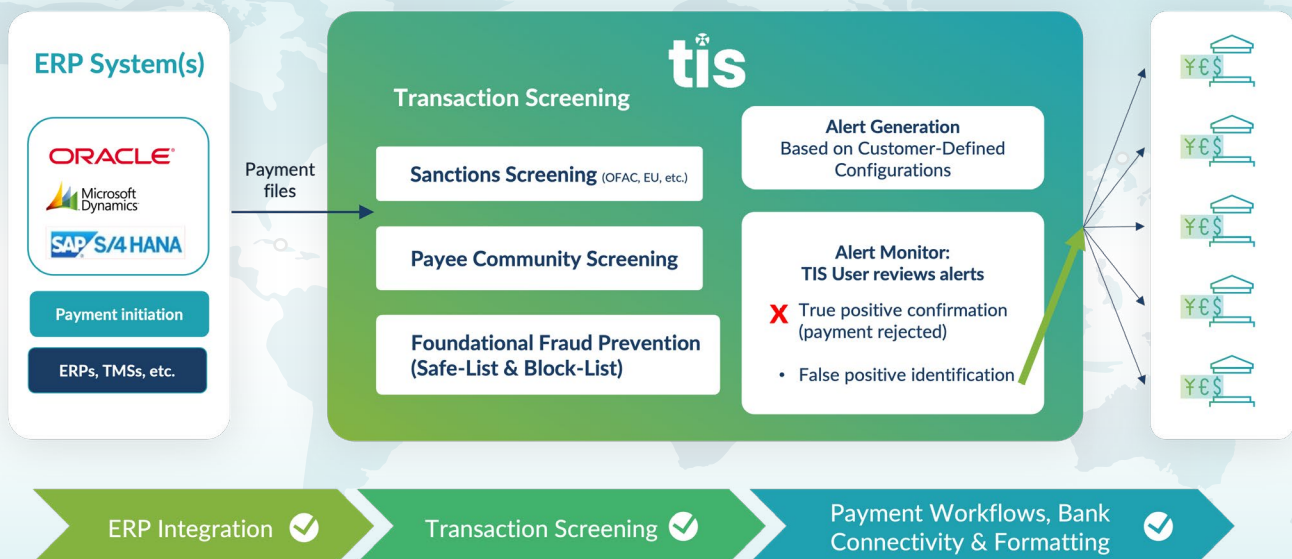 ERP System(s)
ORACLE
Microsoft
Dynamics
SAP S/4 HANA
Payment initiation
ERPs, TMSs, etc.
Payment
files
tis
Transaction Screening
Sanctions Screening (OFAC, EU, etc.)
Payee Community Screening
Foundational Fraud Prevention
(Safe-List & Block-List)
Alert Generation
Based on Customer-Defined
Configurations
Alert Monitor:
TIS User reviews alerts
X True positive confirmation
(payment rejected)
• False positive identification
¥€$
¥€$
¥€$
¥€$
¥€$
ERP Integration
Transaction Screening
Payment Workflows, Bank
Connectivity & Formatting